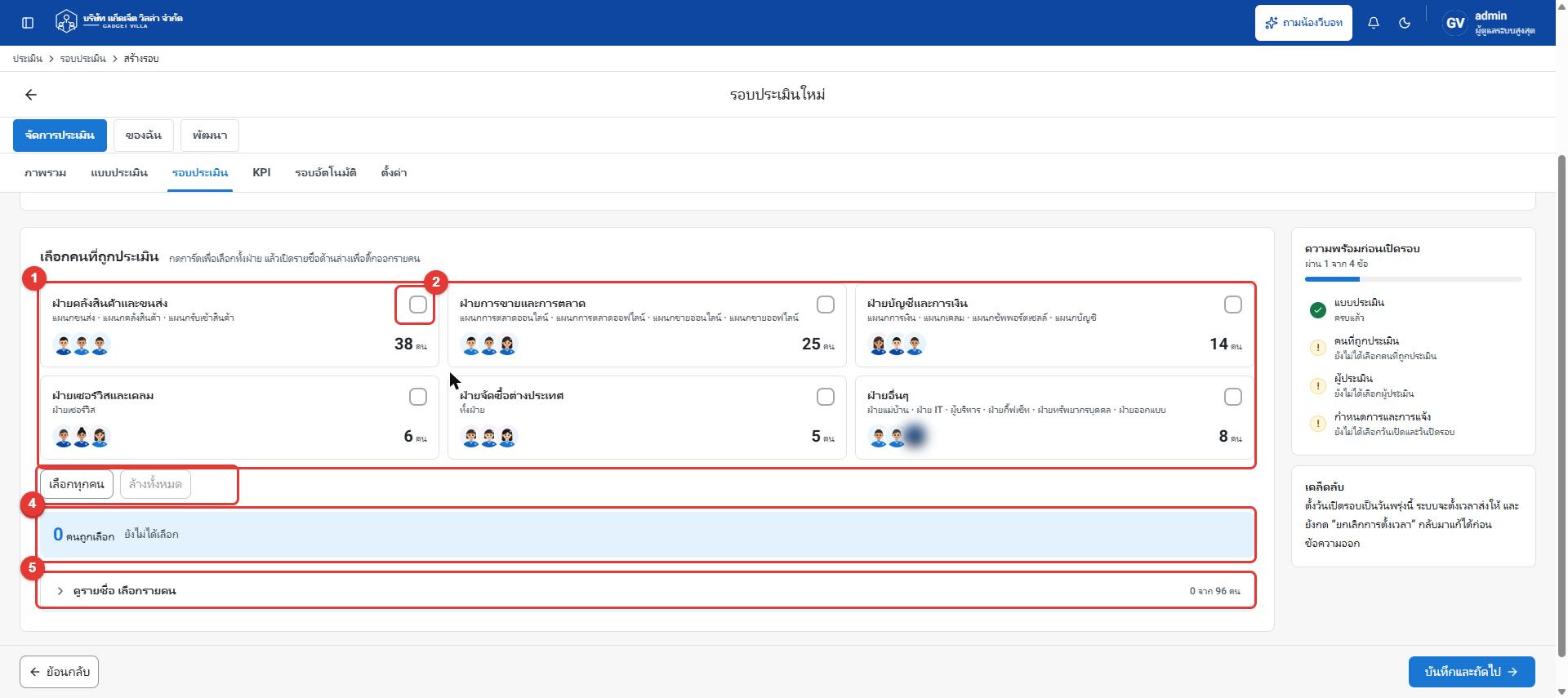 บริษัท แก็ดเจ็ต วิลล่า จำกัด
GADGET VILLA
ถามน้องวีบอท
GV
admin
ผู้ดูแลระบบสูงสุด
ประเมิน > รอบประเมิน > สร้างรอบ
รอบประเมินใหม่
จัดการประเมิน
ของฉัน
พัฒนา
ภาพรวม
แบบประเมิน
รอบประเมิน
KPI
รอบอัตโนมัติ
ตั้งค่า
เลือกคนที่ถูกประเมิน กดการ์ดเพื่อเลือกทั้งฝ่าย แล้วเปิดรายชื่อด้านล่างเพื่อติ๊กออกรายคน
1
2
ฝ่ายคลังสินค้าและขนส่ง
แผนกขนส่ง · แผนกคลังสินค้า · แผนกรับเข้าสินค้า
38 คน
ฝ่ายการขายและการตลาด
แผนกการตลาดออนไลน์ · แผนกการตลาดออฟไลน์ · แผนกขายออนไลน์ · แผนกขายออฟไลน์
25 คน
ฝ่ายบัญชีและการเงิน
แผนกการเงิน · แผนกเคลม · แผนกซัพพอร์ตเซลล์ · แผนกบัญชี
14 คน
ฝ่ายเซอร์วิสและเคลม
ฝ่ายเซอร์วิส
6 คน
ฝ่ายจัดซื้อต่างประเทศ
ทั้งฝ่าย
5 คน
ฝ่ายอื่นๆ
ฝ่ายแม่บ้าน · ฝ่าย IT · ผู้บริหาร · ฝ่ายกิ๊ฟเซ็ท · ฝ่ายทรัพยากรบุคคล · ฝ่ายออกแบบ
8 คน
เลือกทุกคน
ล้างทั้งหมด
4
0 คนถูกเลือก ยังไม่ได้เลือก
5
ดูรายชื่อ เลือกรายคน
0 จาก 96 คน
ความพร้อมก่อนเปิดรอบ
ผ่าน 1 จาก 4 ข้อ
แบบประเมิน
ครบแล้ว
คนที่ถูกประเมิน
ยังไม่ได้เลือกคนที่ถูกประเมิน
ผู้ประเมิน
ยังไม่ได้เลือกผู้ประเมิน
กำหนดการและการแจ้ง
ยังไม่ได้เลือกวันเปิดและวันปิดรอบ
เคล็ดลับ
ตั้งวันเปิดรอบเป็นวันพรุ่งนี้ ระบบจะตั้งเวลาส่งให้ และ
ยังกด "ยกเลิกการตั้งเวลา" กลับมาแก้ได้ก่อน
ข้อความออก
← ย้อนกลับ
บันทึกและถัดไป →